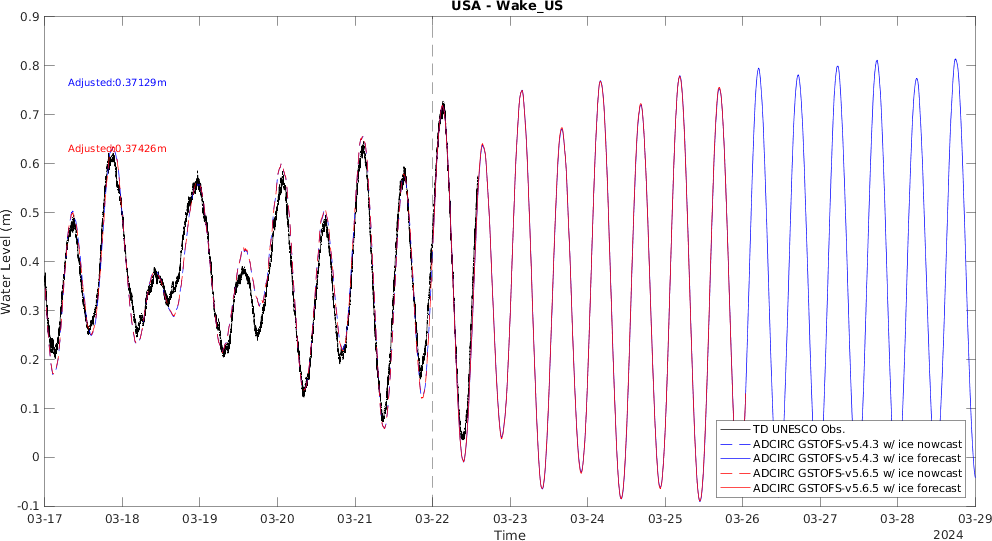 USA - Wake_US
0.9
0.8
0.7
0.6
0.5
0.4
0.3
0.2
0.1
0
-0.1
Water Level (m)
Adjusted:0.37129m
Adjusted:0.37426m
TD UNESCO Obs.
ADCIRC GSTOFS-v5.4.3 w/ ice nowcast
ADCIRC GSTOFS-v5.4.3 w/ ice forecast
ADCIRC GSTOFS-v5.6.5 w/ ice nowcast
ADCIRC GSTOFS-v5.6.5 w/ ice forecast
03-17 03-18 03-19 03-20 03-21 03-22 03-23 03-24 03-25 03-26 03-27 03-28 03-29
Time
2024